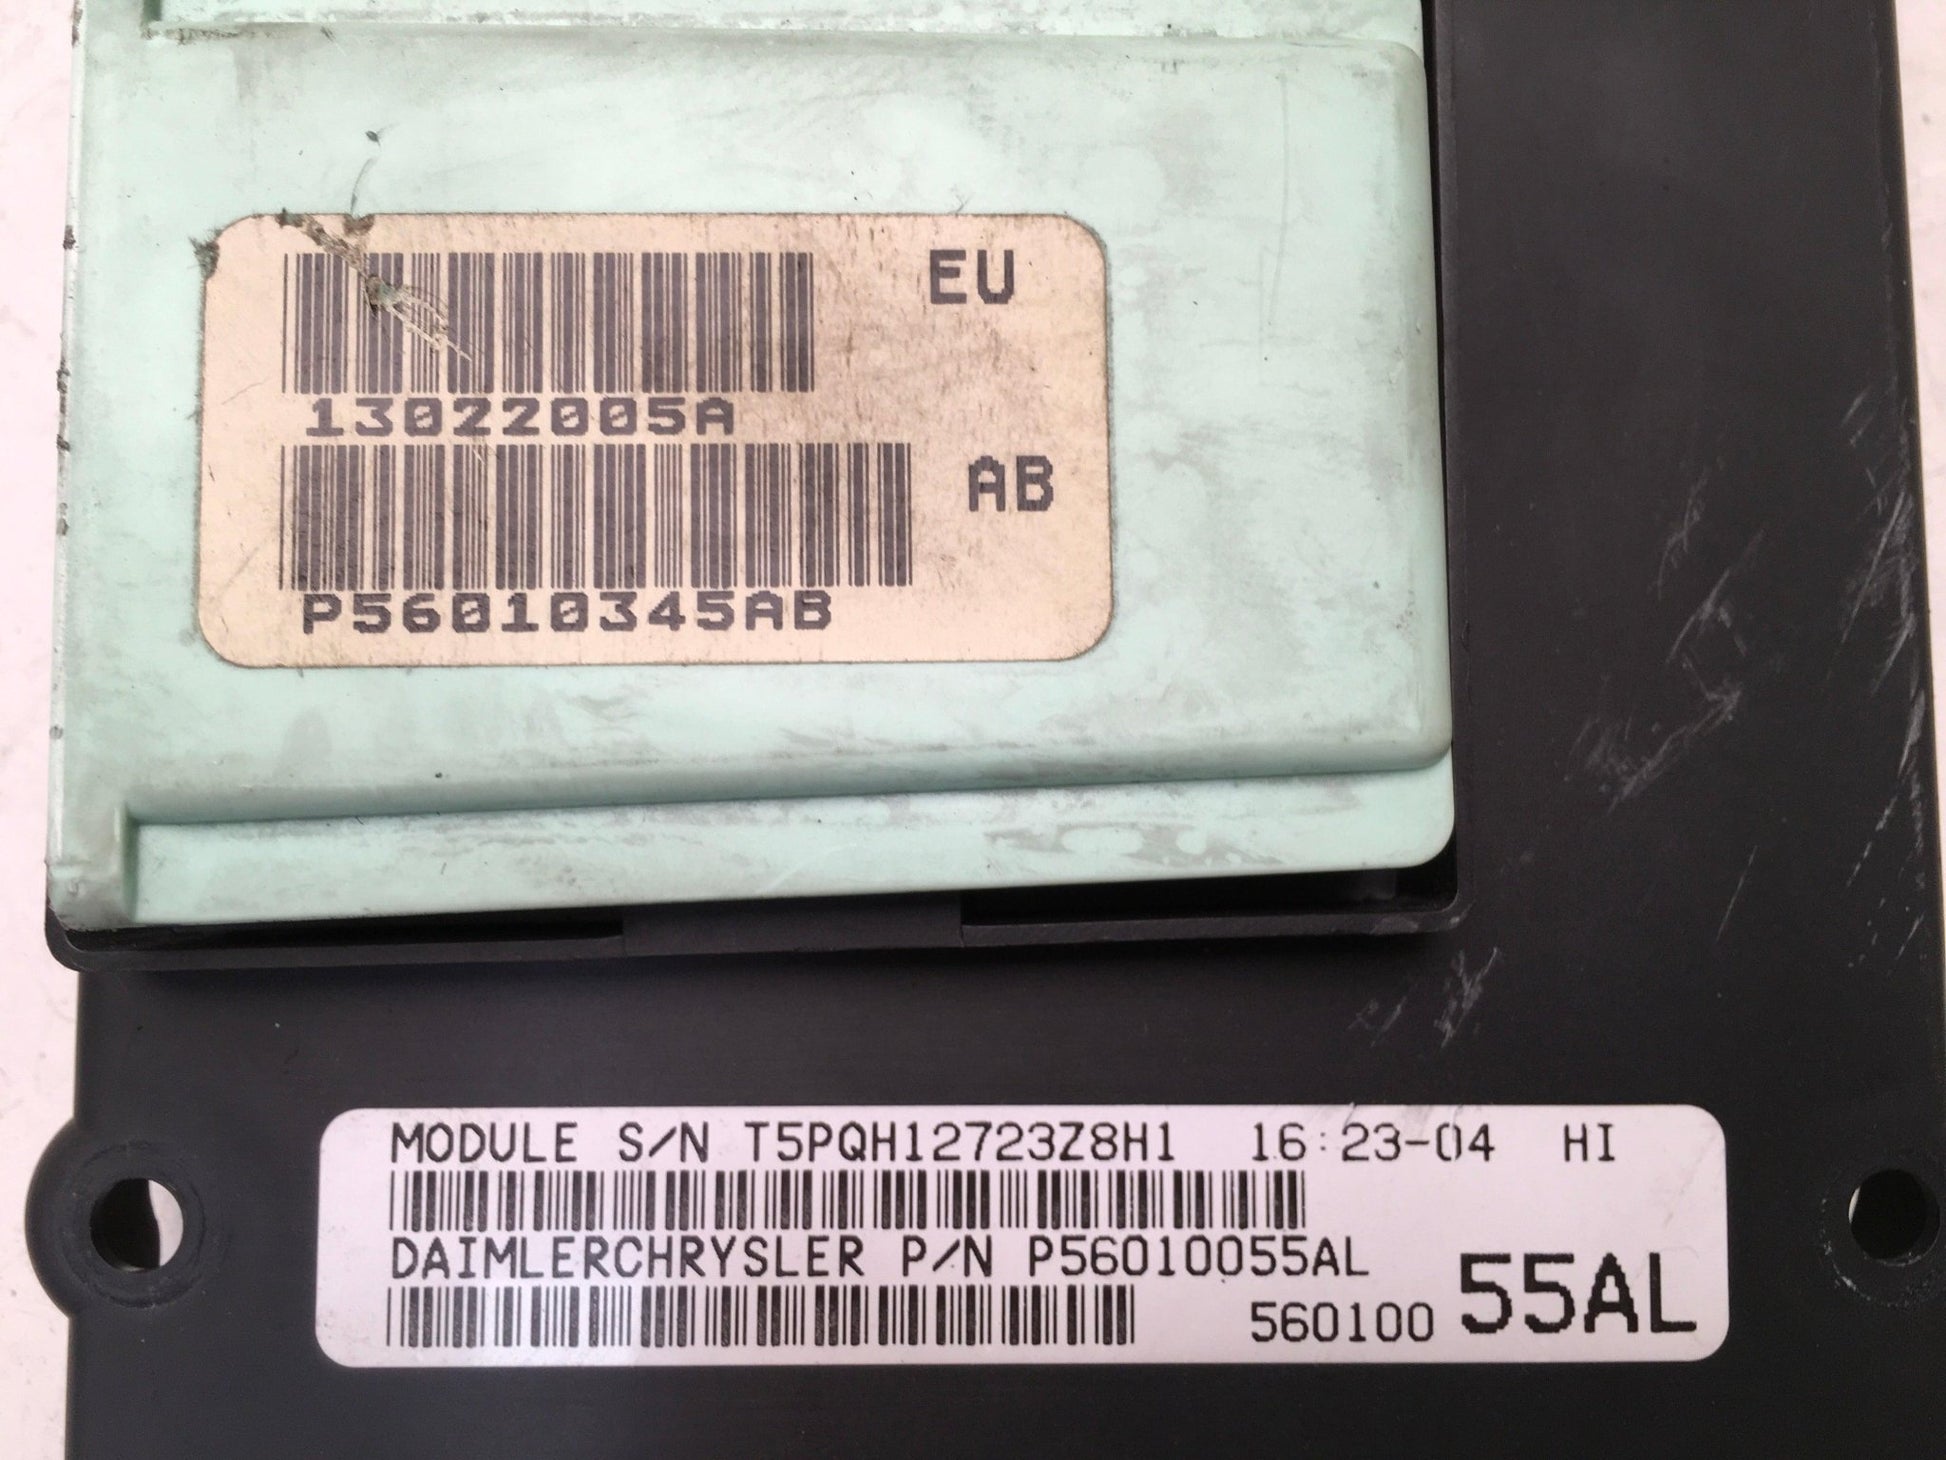 EU
13022005A
AB
P56010345AB
MODULE S/N T5PQH12723Z8H1 16:23-04 HI
DAIMLERCHRYSLER P/N P56010055AL
560100 55AL